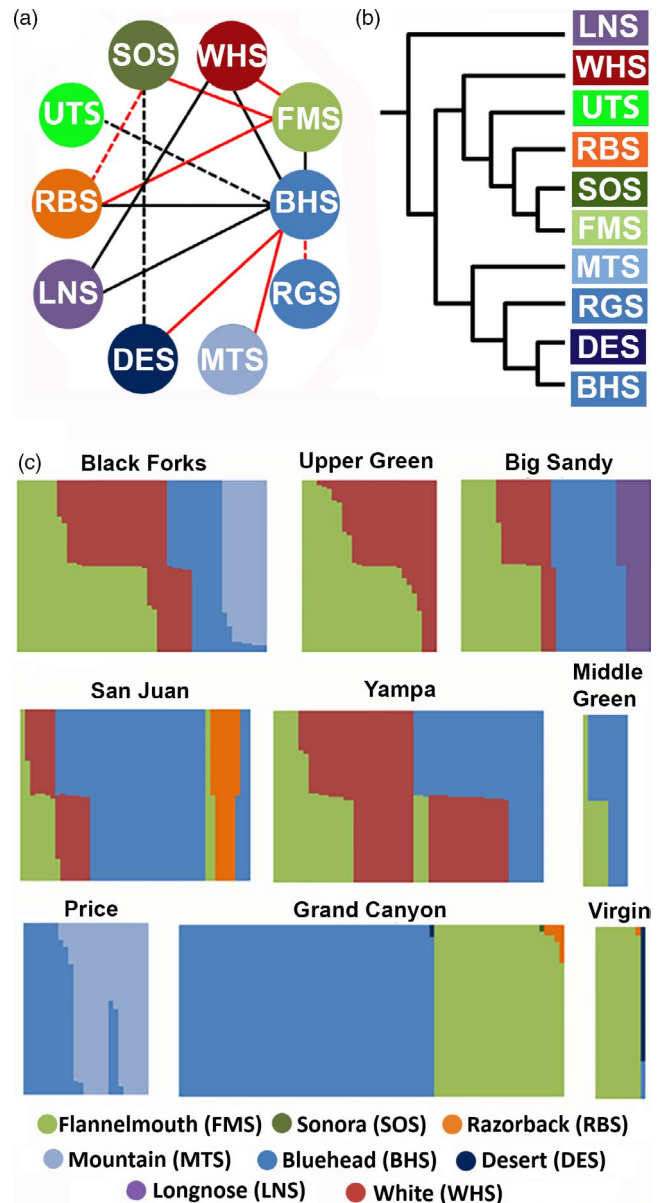 (a)
(b)
SOS
WHS
UTS
FMS
RBS
BHS
LNS
RGS
DES
MTS
LNS
WHS
UTS
RBS
SOS
FMS
MTS
RGS
DES
BHS
(c)
Black Forks
Upper Green
Big Sandy
San Juan
Yampa
Middle
Green
Price
Grand Canyon
Virgin
Flannelmouth (FMS)
Sonora (SOS)
Razorback (RBS)
Mountain (MTS)
Bluehead (BHS)
Desert (DES)
Longnose (LNS)
White (WHS)